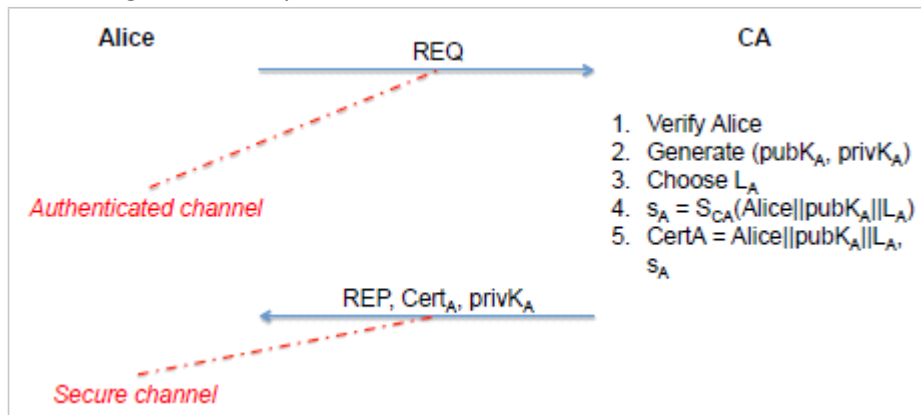 Alice
CA
REQ
1. Verify Alice
2. Generate (pubKA, privKA)
3. Choose LA
4. sA = SCA(Alice||pubKA||LA)
5. CertA = Alice||pubKA||LA,
sA
Authenticated channel
REP, CertA, privKA
Secure channel